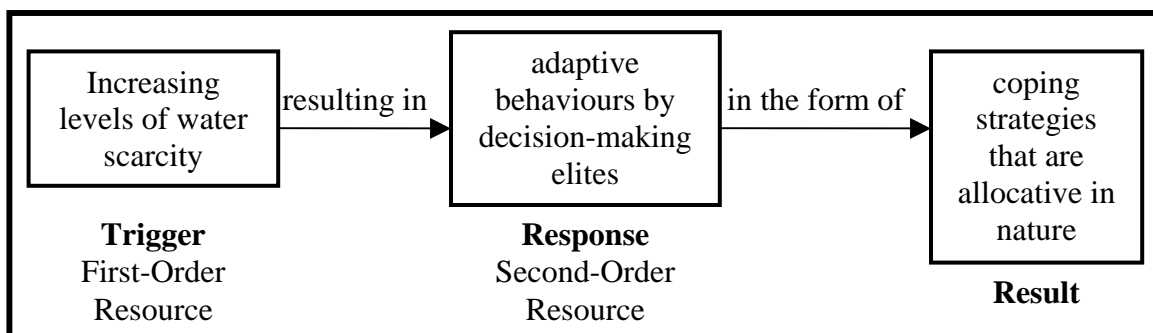 Increasing
levels of water
scarcity
resulting in
adaptive
behaviours by
decision-making
elites
in the form of
coping
strategies
that are
allocative in
nature
Trigger
First-Order
Resource
Response
Second-Order
Resource
Result